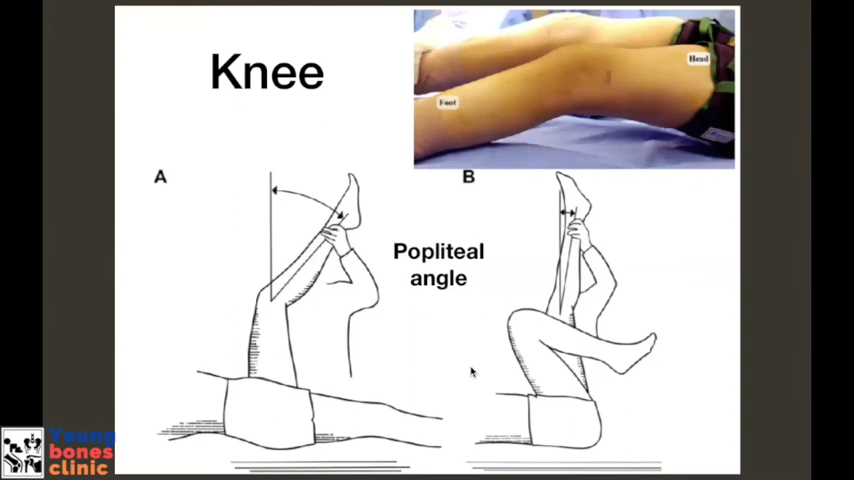 Knee
Head
Foot
A
B
Popliteal
angle
Young
bones
clinic